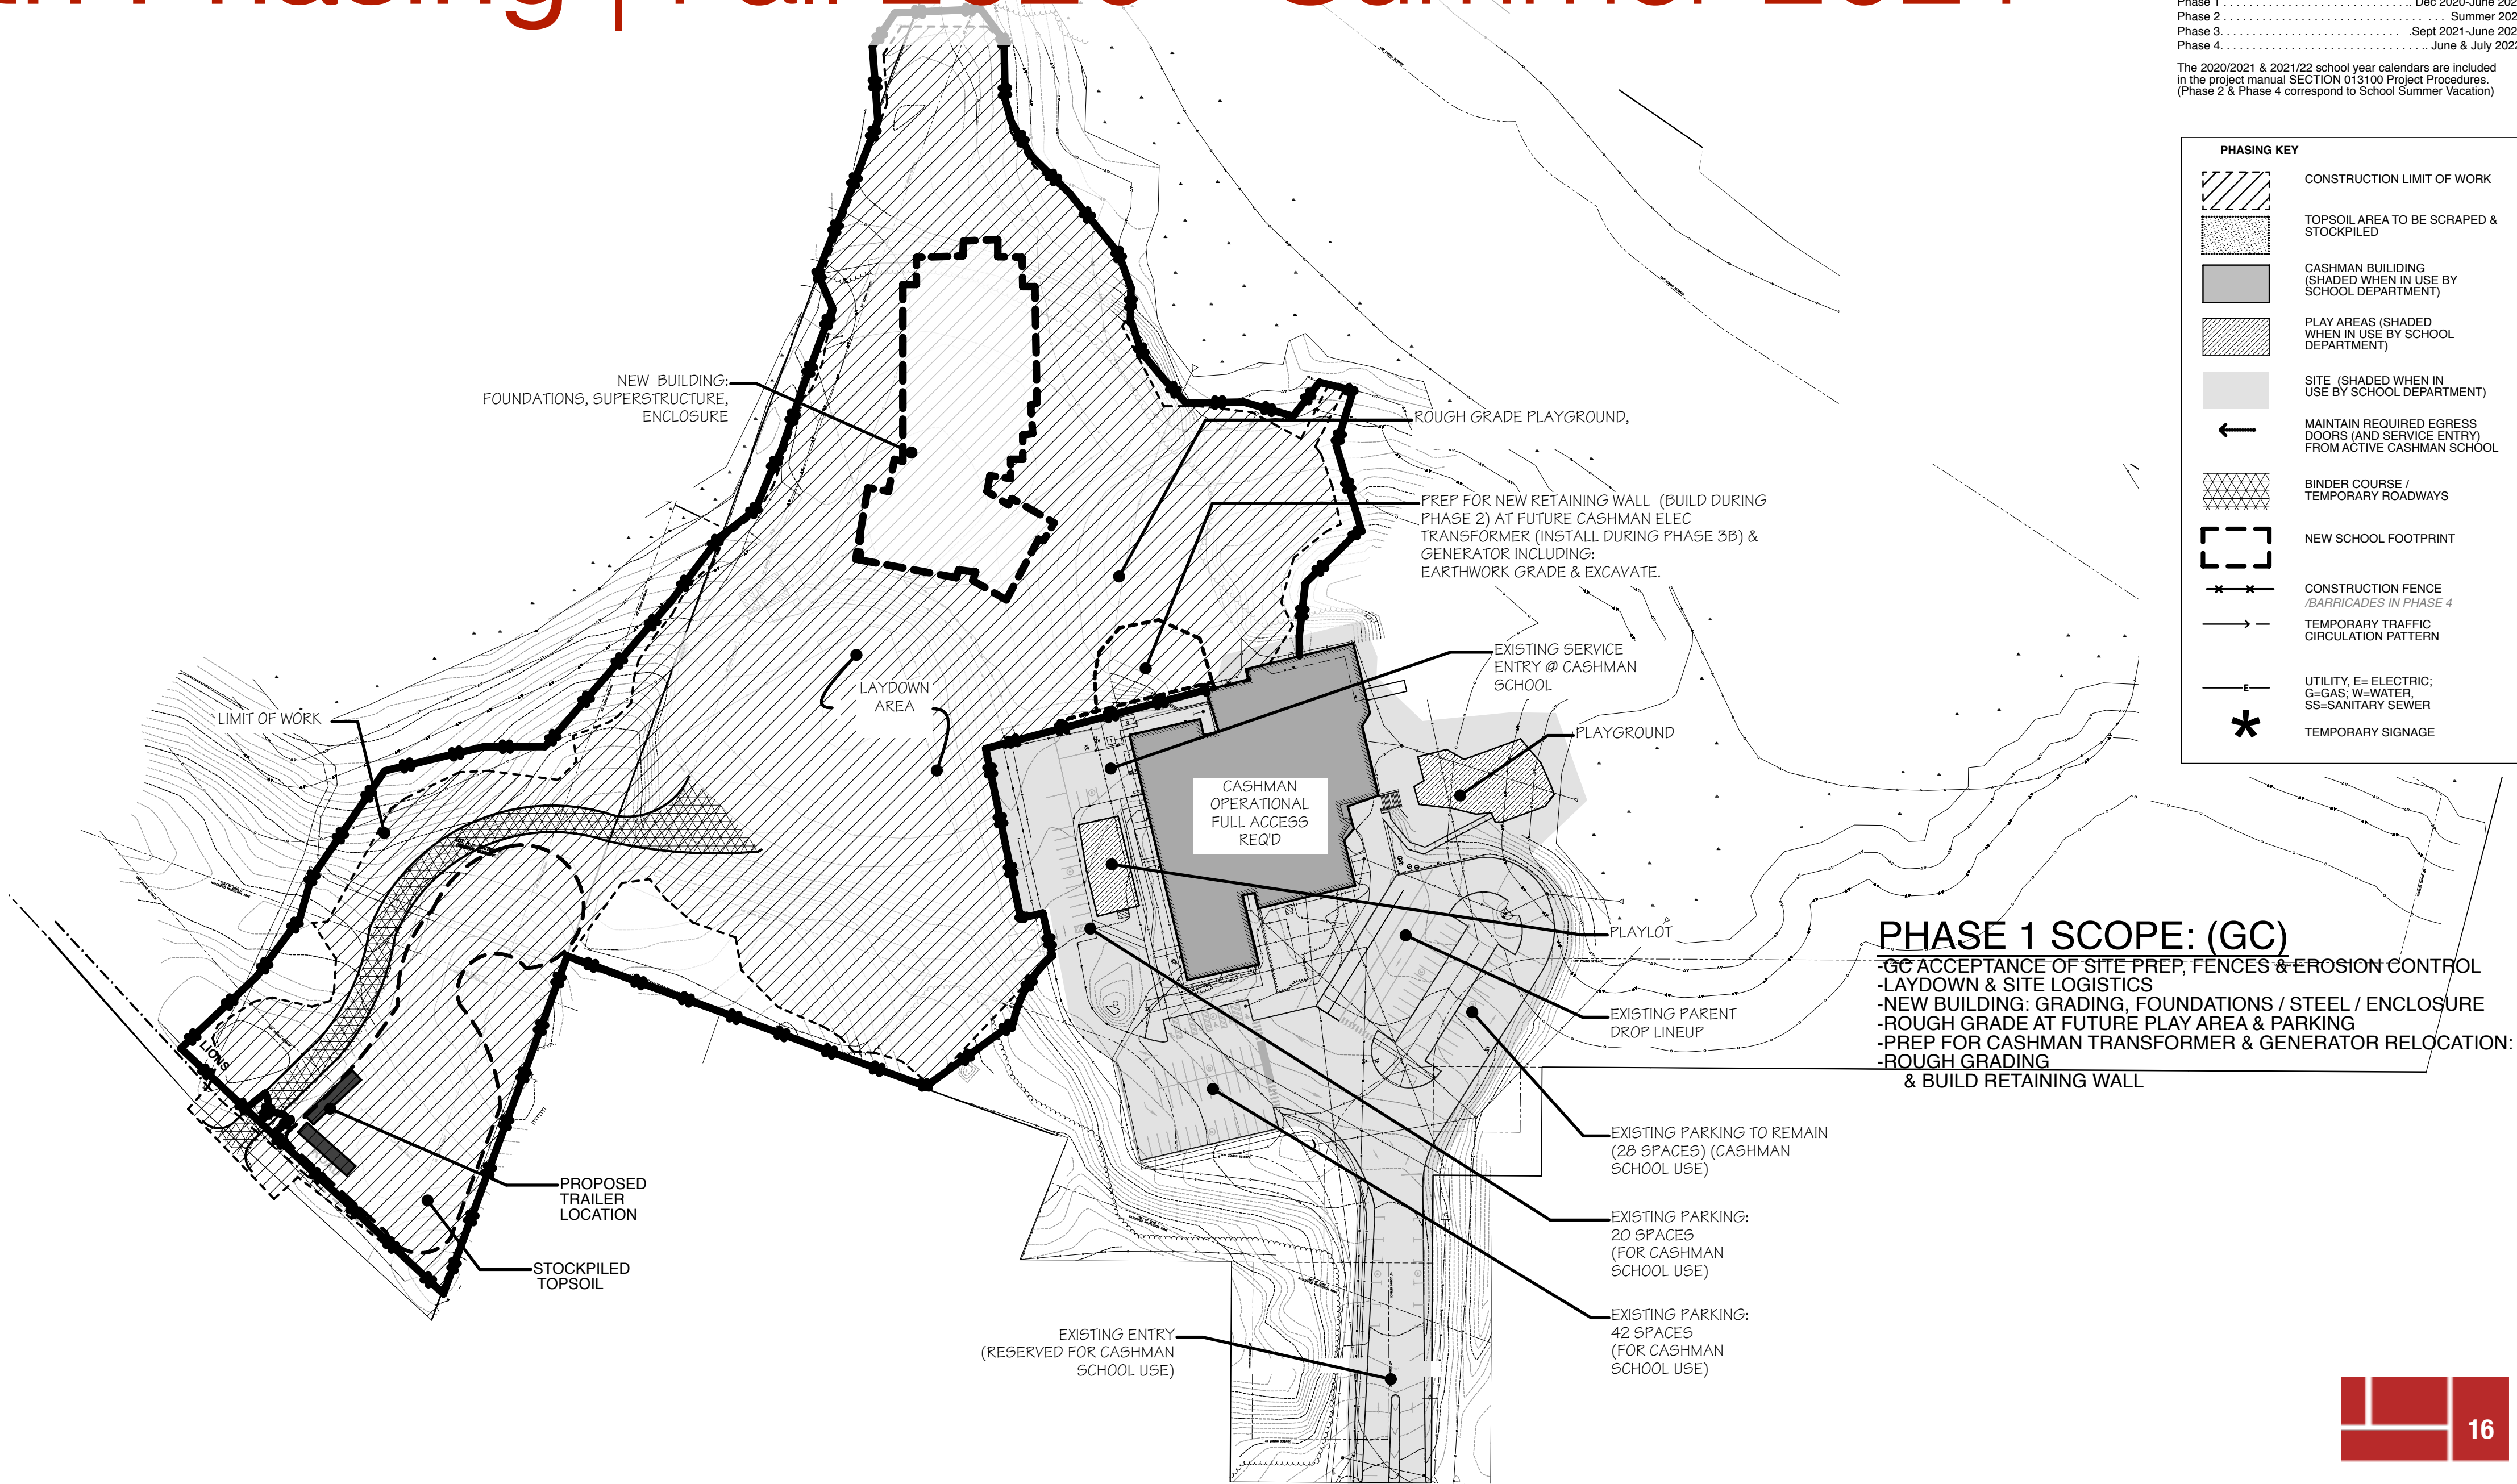 Phasing | Fall 2020 - Summer 2021
Phase 1 . . . . . . . . . . . . . . . . . . . . . . . . . . . . .. Dec 2020-June 202
Phase 2 . . . . . . . . . . . . . . . . . . . . . . . . . . . . . . . . . Summer 202
Phase 3. . . . . . . . . . . . . . . . . . . . . . . . . . . .Sept 2021-June 202
Phase 4. . . . . . . . . . . . . . . . . . . . . . . . . . . . . . . .. June & July 2022
The 2020/2021 & 2021/22 school year calendars are included
in the project manual SECTION 013100 Project Procedures.
(Phase 2 & Phase 4 correspond to School Summer Vacation)
PHASING KEY
CONSTRUCTION LIMIT OF WORK
TOPSOIL AREA TO BE SCRAPED &
STOCKPILED
CASHMAN BUILIDING
(SHADED WHEN IN USE BY
SCHOOL DEPARTMENT)
PLAY AREAS (SHADED
WHEN IN USE BY SCHOOL
DEPARTMENT)
SITE (SHADED WHEN IN
USE BY SCHOOL DEPARTMENT)
MAINTAIN REQUIRED EGRESS
DOORS (AND SERVICE ENTRY)
FROM ACTIVE CASHMAN SCHOOL
BINDER COURSE /
TEMPORARY ROADWAYS
NEW SCHOOL FOOTPRINT
CONSTRUCTION FENCE
/BARRICADES IN PHASE 4
TEMPORARY TRAFFIC
CIRCULATION PATTERN
E
UTILITY, E= ELECTRIC;
G=GAS; W=WATER,
SS=SANITARY SEWER
*
TEMPORARY SIGNAGE
NEW BUILDING:
FOUNDATIONS, SUPERSTRUCTURE,
ENCLOSURE
ROUGH GRADE PLAYGROUND,
PREP FOR NEW RETAINING WALL (BUILD DURING
PHASE 2) AT FUTURE CASHMAN ELEC
TRANSFORMER (INSTALL DURING PHASE 3B) &
GENERATOR INCLUDING:
EARTHWORK GRADE & EXCAVATE.
EXISTING SERVICE
ENTRY @ CASHMAN
SCHOOL
LAYDOWN
AREA
LIMIT OF WORK
PLAYGROUND
CASHMAN
OPERATIONAL
FULL ACCESS
REQ'D
PLAYLOT
EXISTING PARENT
DROP LINEUP
PHASE 1 SCOPE: (GC)
-GC ACCEPTANCE OF SITE PREP, FENCES & EROSION CONTROL
-LAYDOWN & SITE LOGISTICS
-NEW BUILDING: GRADING, FOUNDATIONS / STEEL / ENCLOSURE
-ROUGH GRADE AT FUTURE PLAY AREA & PARKING
-PREP FOR CASHMAN TRANSFORMER & GENERATOR RELOCATION:
-ROUGH GRADING
& BUILD RETAINING WALL
LIONS
EXISTING PARKING TO REMAIN
(28 SPACES) (CASHMAN
SCHOOL USE)
PROPOSED
TRAILER
LOCATION
EXISTING PARKING:
20 SPACES
(FOR CASHMAN
SCHOOL USE)
STOCKPILED
TOPSOIL
EXISTING PARKING:
42 SPACES
(FOR CASHMAN
SCHOOL USE)
EXISTING ENTRY
(RESERVED FOR CASHMAN
SCHOOL USE)
16